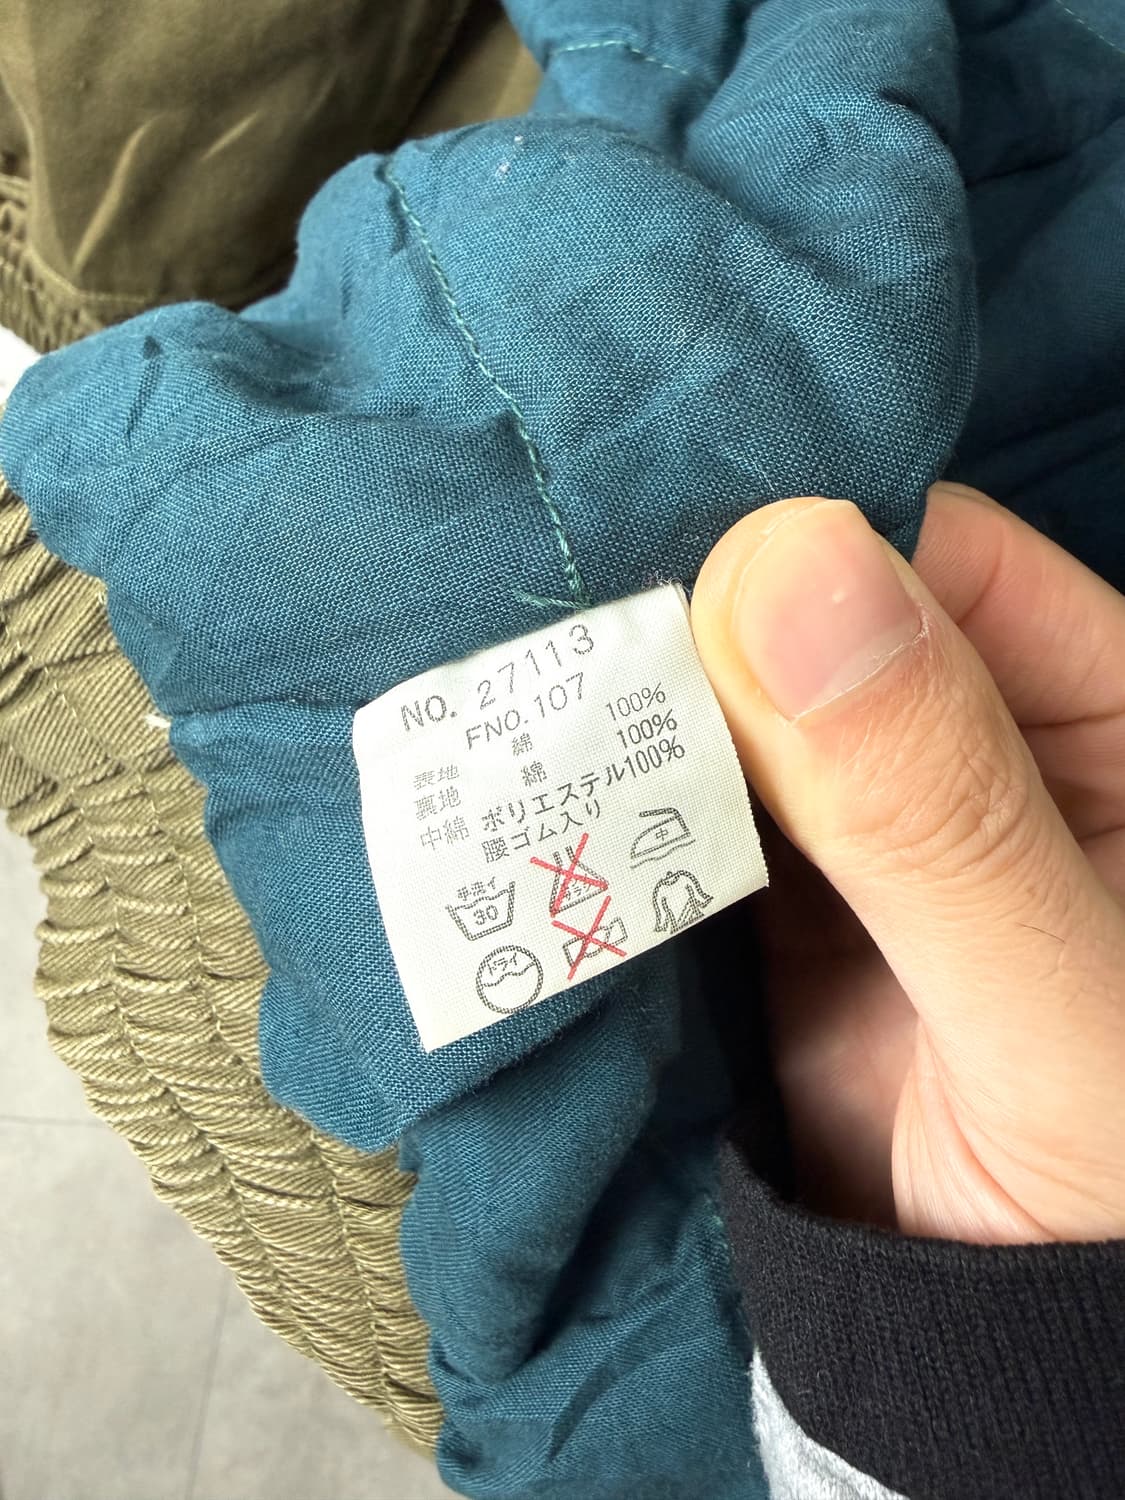 NO. 27113
FNO. 107
表地 綿 100%
裏地 綿 100%
中綿 ポリエステル100%
腰ゴム入り
手洗イ 30
中
ドライ